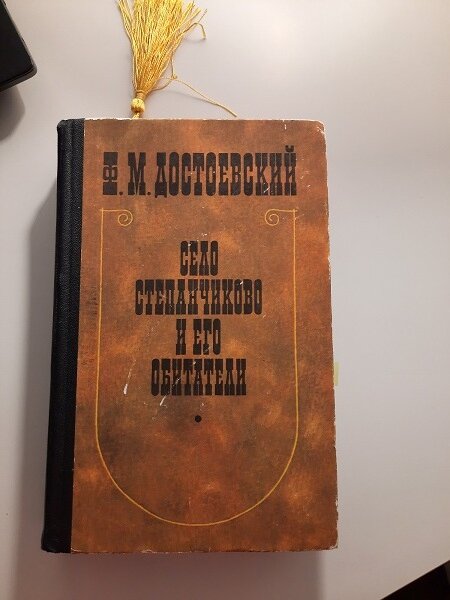 Ф. М. ДОСТОЕВСКИЙ
СЕЛО
СТЕПАНЧИКОВО
И ЕГО
ОБИТАТЕЛИ